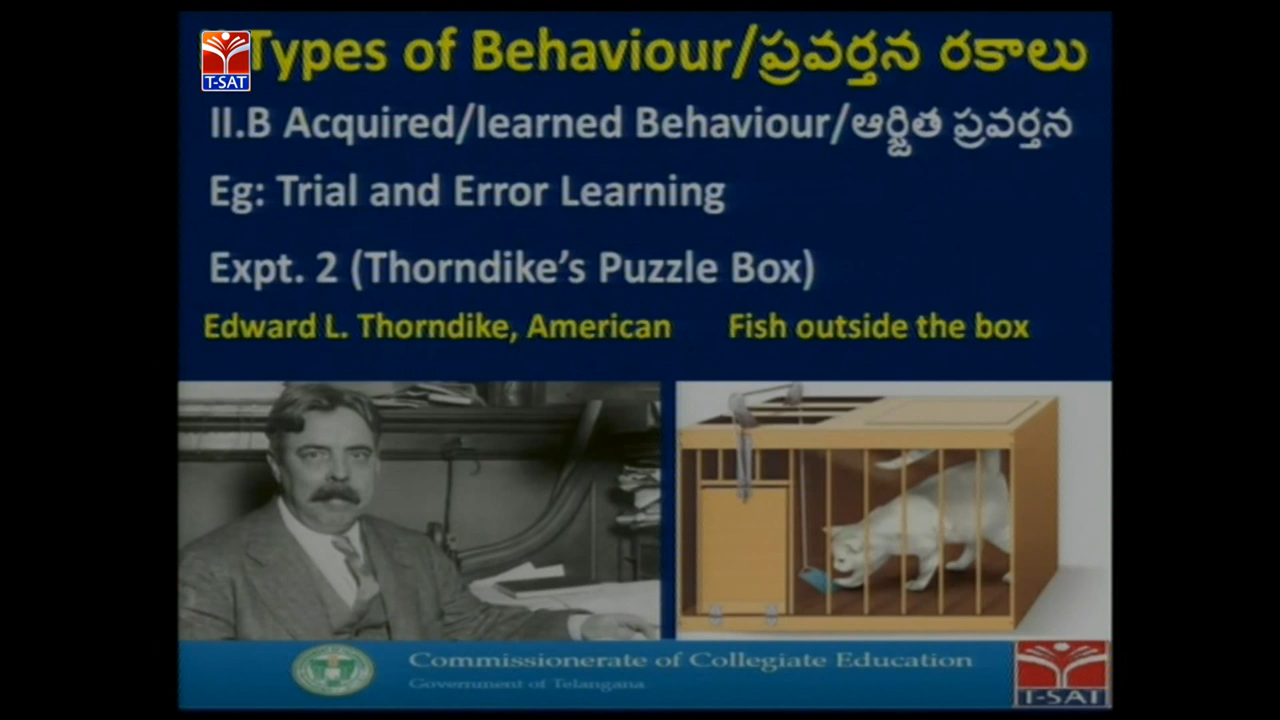 T-SAT
Types of Behaviour/ప్రవర్తన రకాలు
II.B Acquired/learned Behaviour/ఆర్జిత ప్రవర్తన
Eg: Trial and Error Learning
Expt. 2 (Thorndike's Puzzle Box)
Edward L. Thorndike, American
Fish outside the box
Commissionerate of Collegiate Education
Government of Telangana
T-SAT